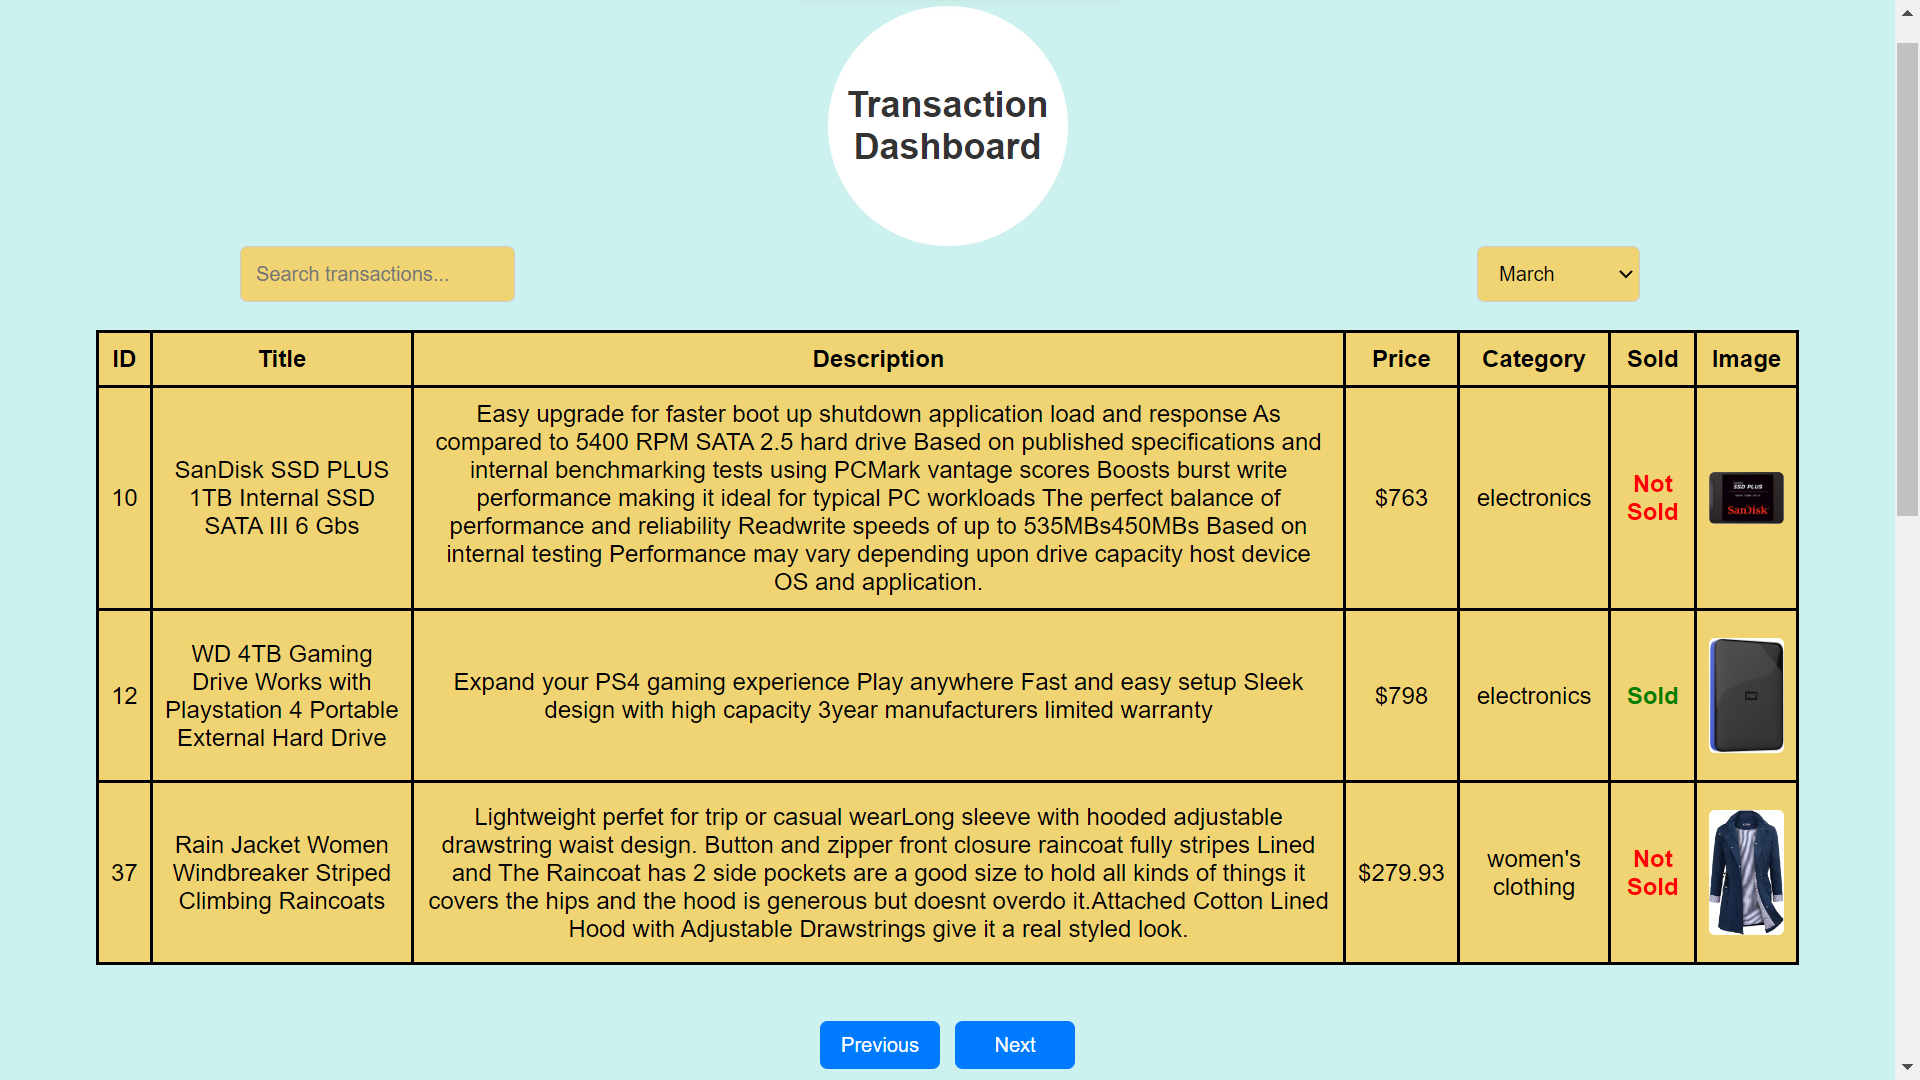 Transaction
Dashboard
Search transactions...
March
ID
Title
Description
Price
Category
Sold
Image
10
SanDisk SSD PLUS
1TB Internal SSD
SATA III 6 Gbs
Easy upgrade for faster boot up shutdown application load and response As
compared to 5400 RPM SATA 2.5 hard drive Based on published specifications and
internal benchmarking tests using PCMark vantage scores Boosts burst write
performance making it ideal for typical PC workloads The perfect balance of
performance and reliability Readwrite speeds of up to 535MBs450MBs Based on
internal testing Performance may vary depending upon drive capacity host device
OS and application.
$763
electronics
Not
Sold
SSD PLUS
SanDisk
12
WD 4TB Gaming
Drive Works with
Playstation 4 Portable
External Hard Drive
Expand your PS4 gaming experience Play anywhere Fast and easy setup Sleek
design with high capacity 3year manufacturers limited warranty
$798
electronics
Sold
37
Rain Jacket Women
Windbreaker Striped
Climbing Raincoats
Lightweight perfet for trip or casual wearLong sleeve with hooded adjustable
drawstring waist design. Button and zipper front closure raincoat fully stripes Lined
and The Raincoat has 2 side pockets are a good size to hold all kinds of things it
covers the hips and the hood is generous but doesnt overdo it.Attached Cotton Lined
Hood with Adjustable Drawstrings give it a real styled look.
$279.93
women's
clothing
Not
Sold
Previous
Next